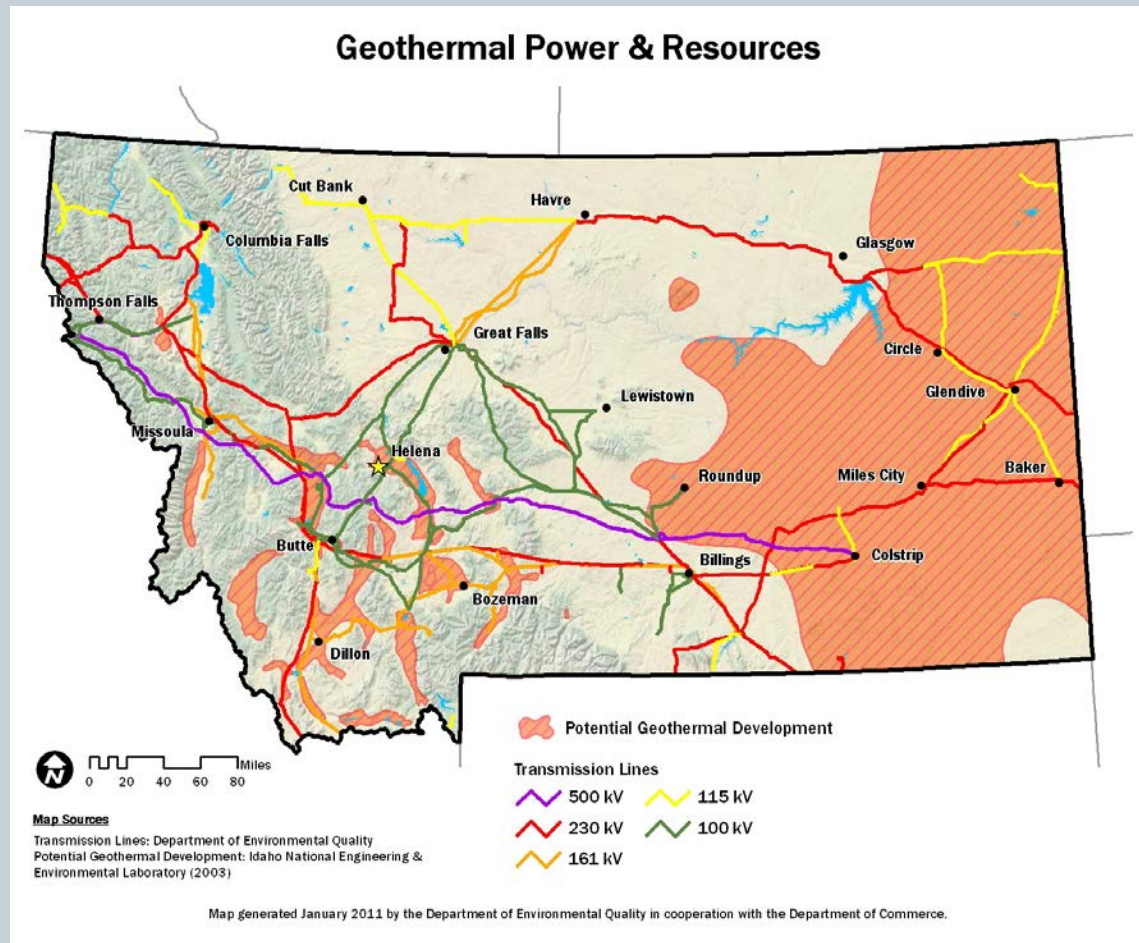 Geothermal Power & Resources
Cut Bank
Havre
Columbia Falls
Glasgow
Thompson Falls
Great Falls
Circle
Glendive
Lewistown
Missoula
Helena
Roundup
Miles City
Baker
Butte
Billings
Colstrip
Bozeman
Dillon
Potential Geothermal Development
Transmission Lines
500 kV
115 kV
230 kV
100 kV
161 kV
N
Miles
0 20 40 60 80
Map Sources
Transmission Lines: Department of Environmental Quality
Potential Geothermal Development: Idaho National Engineering &
Environmental Laboratory (2003)
Map generated January 2011 by the Department of Environmental Quality in cooperation with the Department of Commerce.